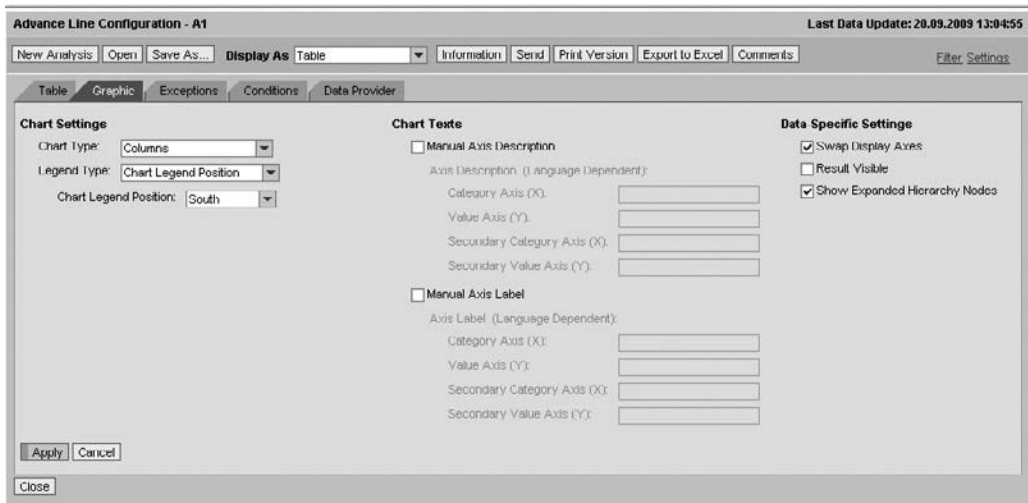 Advance Line Configuration - A1 Last Data Update: 20.09.2009 13:04:55
New Analysis Open Save As... Display As Table Information Send Print Version Export to Excel Comments Filter Settings
Table Graphic Exceptions Conditions Data Provider
Chart Settings Chart Texts Data-Specific Settings
Chart Type: Columns Manual Axis Description Swap Display Axes
Legend Type: Chart Legend Position Axis Description (Language Dependent): Result Visible
Chart Legend Position: South Category Axis (X): Show Expanded Hierarchy Nodes
Value Axis (Y):
Secondary Category Axis (X):
Secondary Value Axis (Y):
Manual Axis Label
Axis Label (Language Dependent):
Category Axis (X):
Value Axis (Y):
Secondary Category Axis (X):
Secondary Value Axis (Y):
Apply Cancel
Close